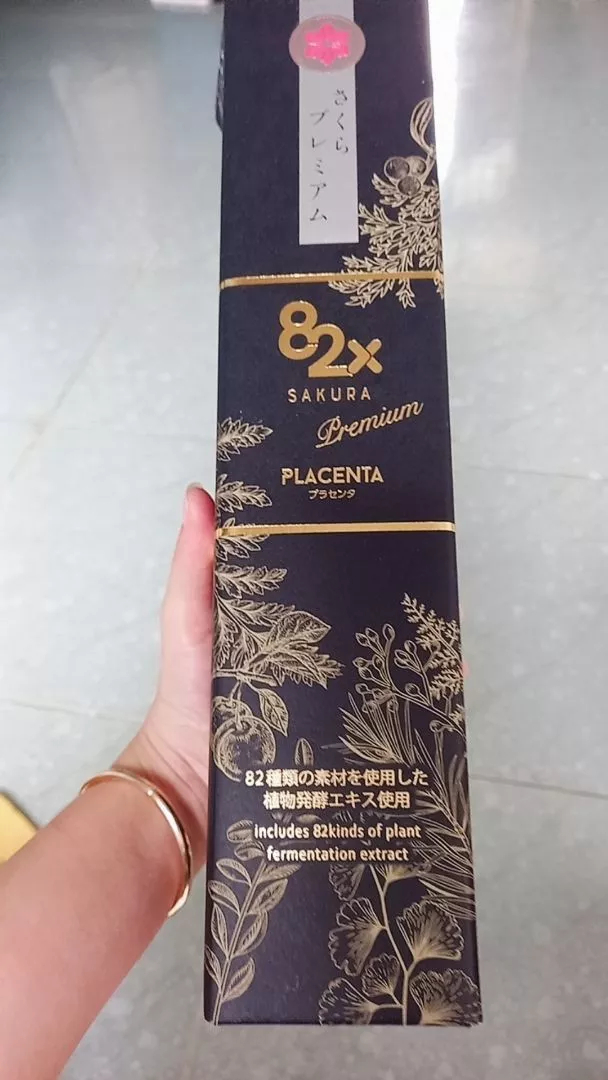 さくら
プレミアム
82x
SAKURA
Premium
PLACENTA
プラセンタ
82種類の素材を使用した
植物発酵エキス使用
includes 82kinds of plant
fermentation extract